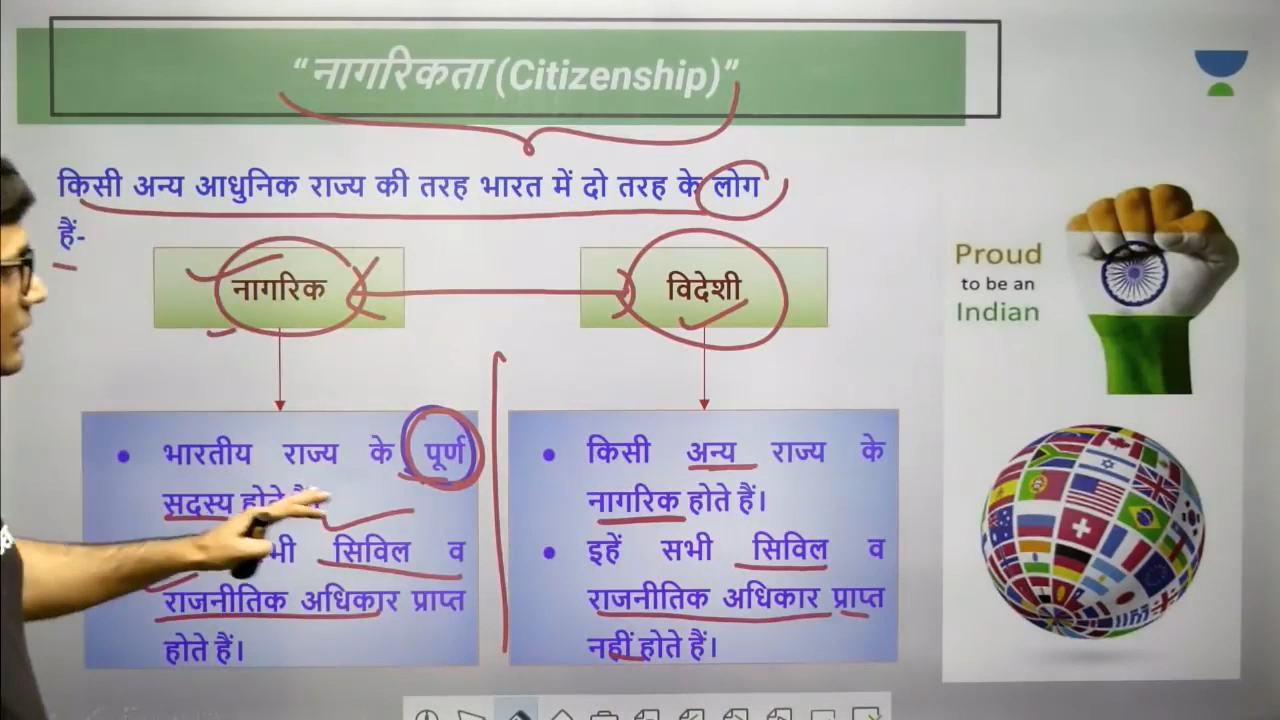 “नागरिकता (Citizenship)”
किसी अन्य आधुनिक राज्य की तरह भारत में दो तरह के लोग
हैं-
नागरिक
विदेशी
• भारतीय राज्य के पूर्ण
सदस्य होते
सिविल व
राजनीतिक अधिकार प्राप्त
होते हैं।
• किसी अन्य राज्य के
नागरिक होते हैं।
• इहें सभी सिविल व
राजनीतिक अधिकार प्राप्त
नहीं होते हैं।
Proud
to be an
Indian